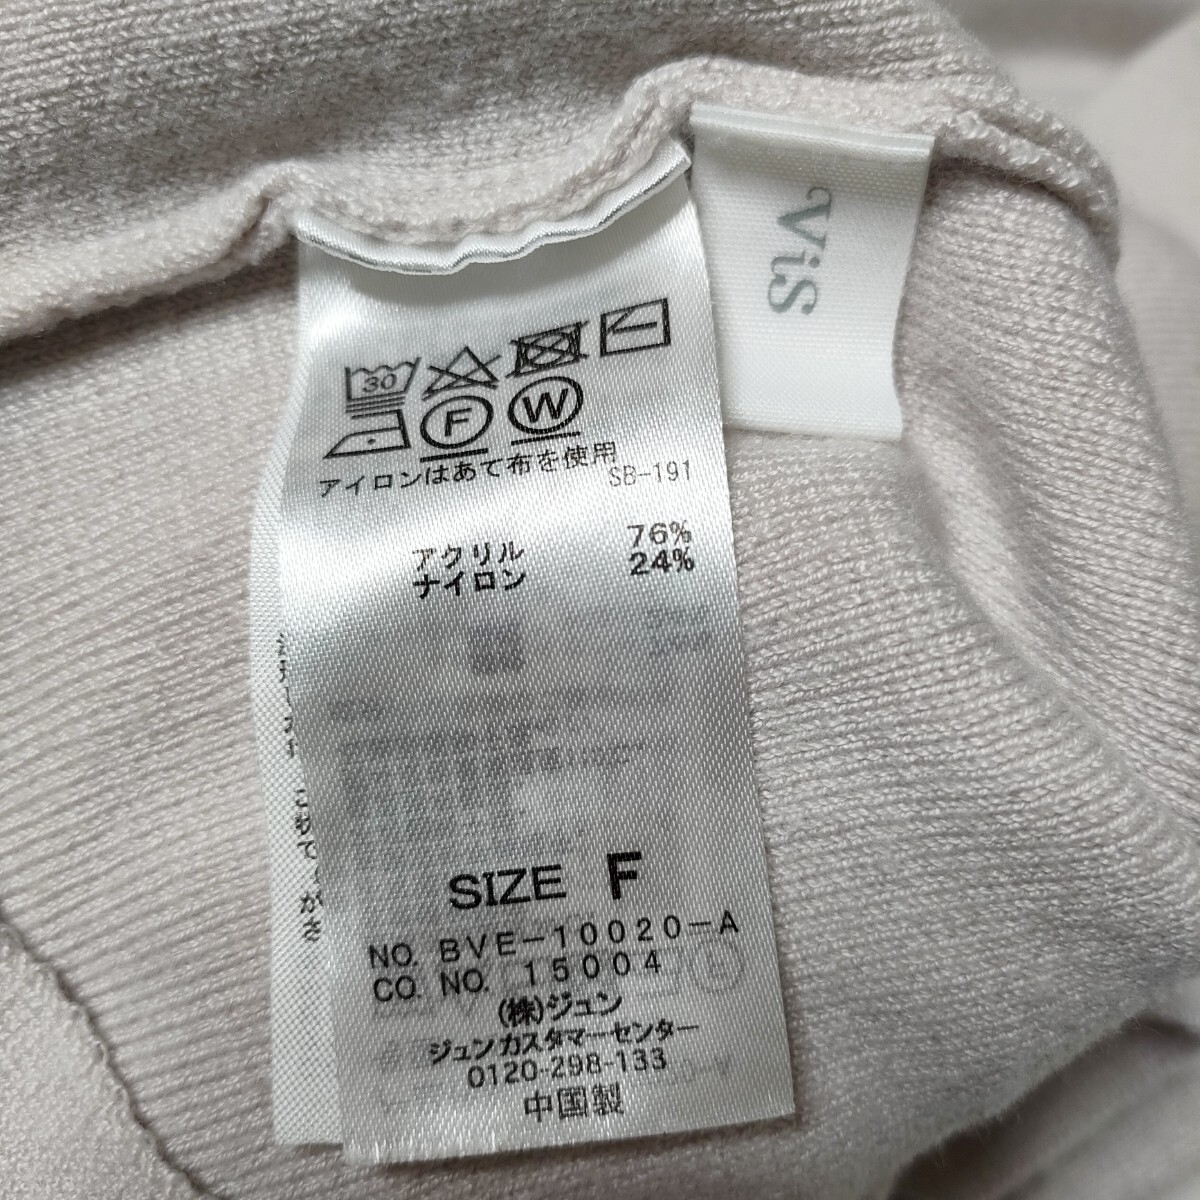 ViS
30
F W
アイロンはあて布を使用
SB-191
アクリル 76%
ナイロン 24%
SIZE F
NO. BVE-10020-A
CO. NO. 15004
(株)ジュン
ジュンカスタマーセンター
0120-298-133
中国製